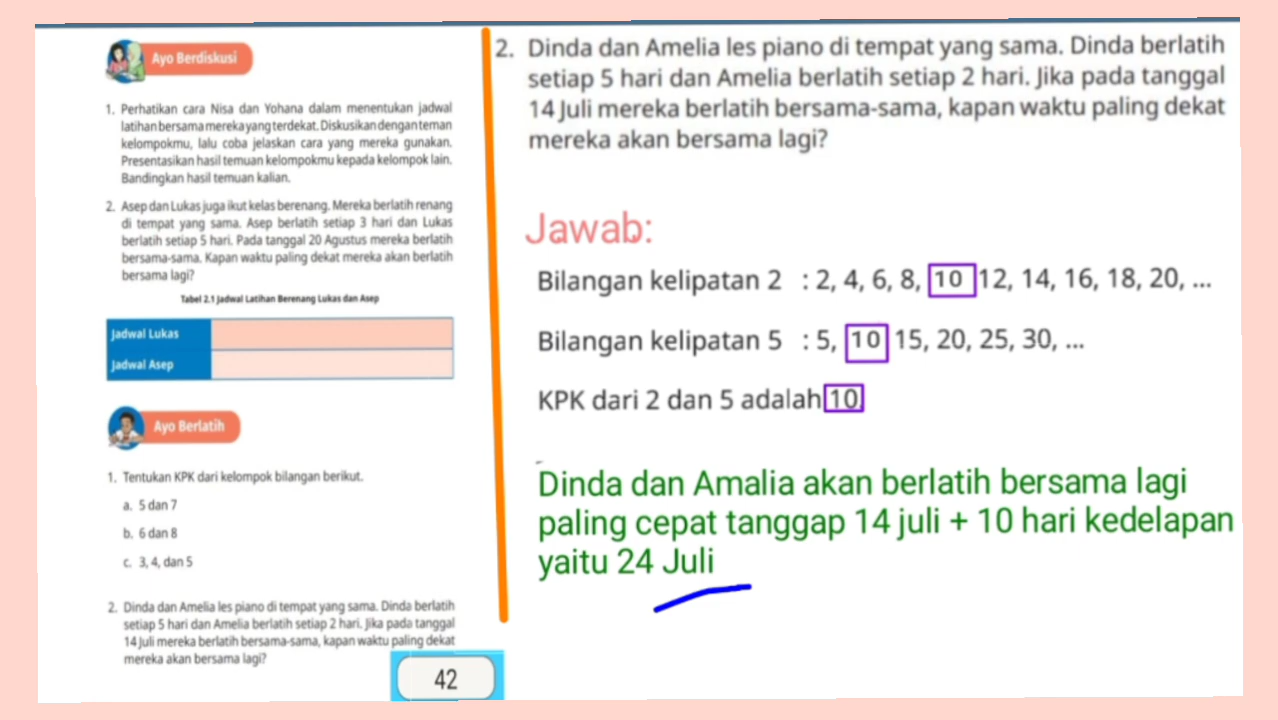 Ayo Berdiskusi
1. Perhatikan cara Nisa dan Yohana dalam menentukan jadwal
latihan bersama mereka yang terdekat. Diskusikan dengan teman
kelompokmu, lalu coba jelaskan cara yang mereka gunakan.
Presentasikan hasil temuan kelompokmu kepada kelompok lain.
Bandingkan hasil temuan kalian.
2. Asep dan Lukas juga ikut kelas berenang. Mereka berlatih renang
di tempat yang sama. Asep berlatih setiap 3 hari dan Lukas
berlatih setiap 5 hari. Pada tanggal 20 Agustus mereka berlatih
bersama-sama. Kapan waktu paling dekat mereka akan berlatih
bersama lagi?
Tabel 2.1 Jadwal Latihan Berenang Lukas dan Asep
Jadwal Lukas
Jadwal Asep
Ayo Berlatih
1. Tentukan KPK dari kelompok bilangan berikut.
a. 5 dan 7
b. 6 dan 8
c. 3, 4, dan 5
2. Dinda dan Amelia les piano di tempat yang sama. Dinda berlatih
setiap 5 hari dan Amelia berlatih setiap 2 hari. Jika pada tanggal
14 Juli mereka berlatih bersama-sama, kapan waktu paling dekat
mereka akan bersama lagi?
42
2. Dinda dan Amelia les piano di tempat yang sama. Dinda berlatih
setiap 5 hari dan Amelia berlatih setiap 2 hari. Jika pada tanggal
14 Juli mereka berlatih bersama-sama, kapan waktu paling dekat
mereka akan bersama lagi?
Jawab:
Bilangan kelipatan 2 : 2, 4, 6, 8, 10 12, 14, 16, 18, 20, ...
Bilangan kelipatan 5 : 5, 10 15, 20, 25, 30, ...
KPK dari 2 dan 5 adalah 10.
Dinda dan Amalia akan berlatih bersama lagi
paling cepat tanggap 14 juli + 10 hari kedelapan
yaitu 24 Juli